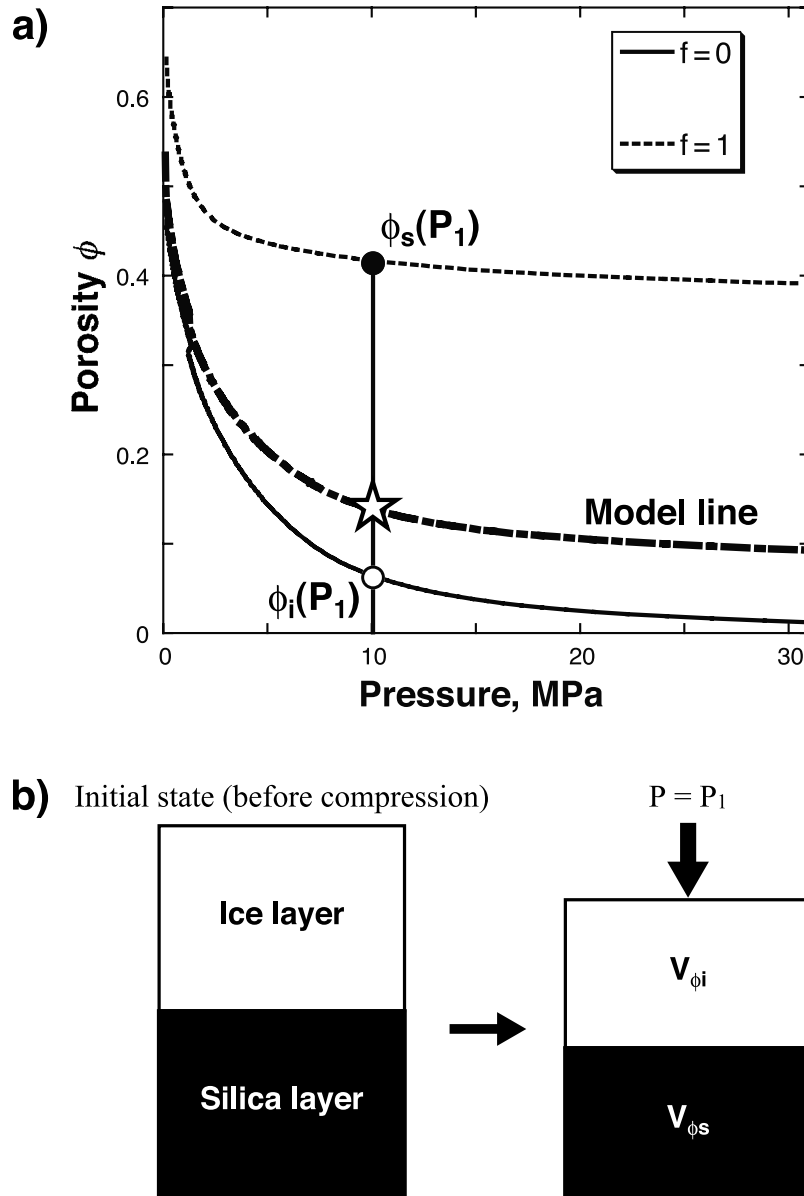 a)
f = 0
f = 1
0.6
0.4
0.2
0
Porosity ϕ
ϕs(P1)
Model line
ϕi(P1)
0 10 20 30
Pressure, MPa
b) Initial state (before compression) P = P1
Ice layer
Silica layer
Vϕi
Vϕs